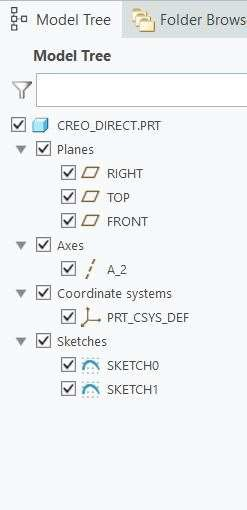 Model Tree
Folder Browse
Model Tree
CREO_DIRECT.PRT
Planes
RIGHT
TOP
FRONT
Axes
A_2
Coordinate systems
PRT_CSYS_DEF
Sketches
SKETCH0
SKETCH1